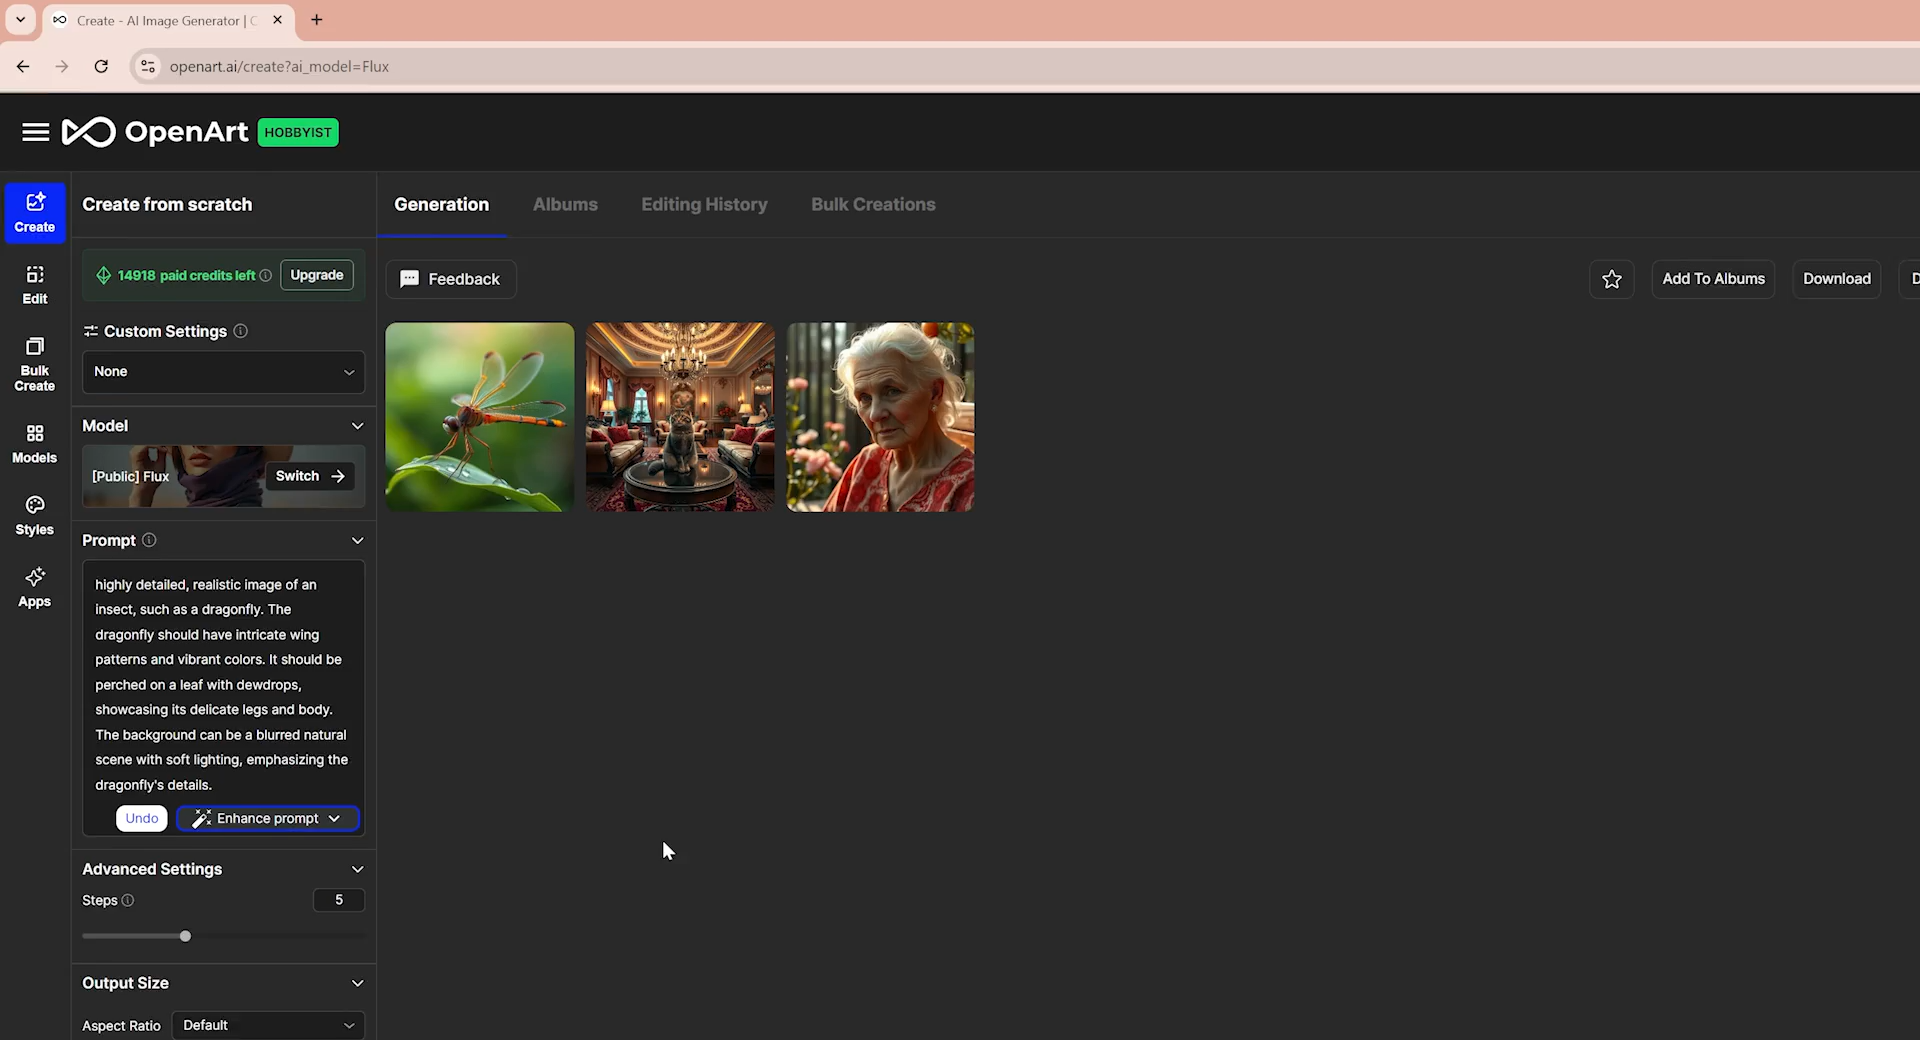 Create - AI Image Generator |
openart.ai/create?ai_model=Flux
OpenArt HOBBYIST
Create
Edit
Bulk
Create
Models
Styles
Apps
Create from scratch
14918 paid credits left Upgrade
Custom Settings
None
Model
[Public] Flux Switch
Prompt
highly detailed, realistic image of an
insect, such as a dragonfly. The
dragonfly should have intricate wing
patterns and vibrant colors. It should be
perched on a leaf with dewdrops,
showcasing its delicate legs and body.
The background can be a blurred natural
scene with soft lighting, emphasizing the
dragonfly's details.
Undo Enhance prompt
Advanced Settings
Steps 5
Output Size
Aspect Ratio Default
Generation Albums Editing History Bulk Creations
Feedback Add To Albums Download